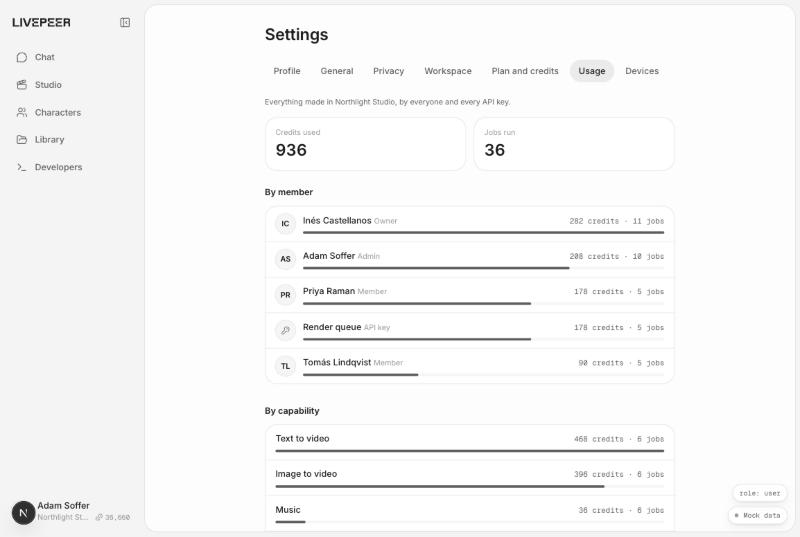 LIVEPEER
Chat
Studio
Characters
Library
Developers
Settings
Profile General Privacy Workspace Plan and credits Usage Devices
Everything made in Northlight Studio, by everyone and every API key.
Credits used
936
Jobs run
36
By member
IC Inés Castellanos Owner 282 credits · 11 jobs
AS Adam Soffer Admin 208 credits · 10 jobs
PR Priya Raman Member 178 credits · 5 jobs
Render queue API key 178 credits · 5 jobs
TL Tomás Lindqvist Member 90 credits · 5 jobs
By capability
Text to video 468 credits · 6 jobs
Image to video 396 credits · 6 jobs
Music 36 credits · 6 jobs
N Adam Soffer
Northlight St... 36,660
role: user
Mock data